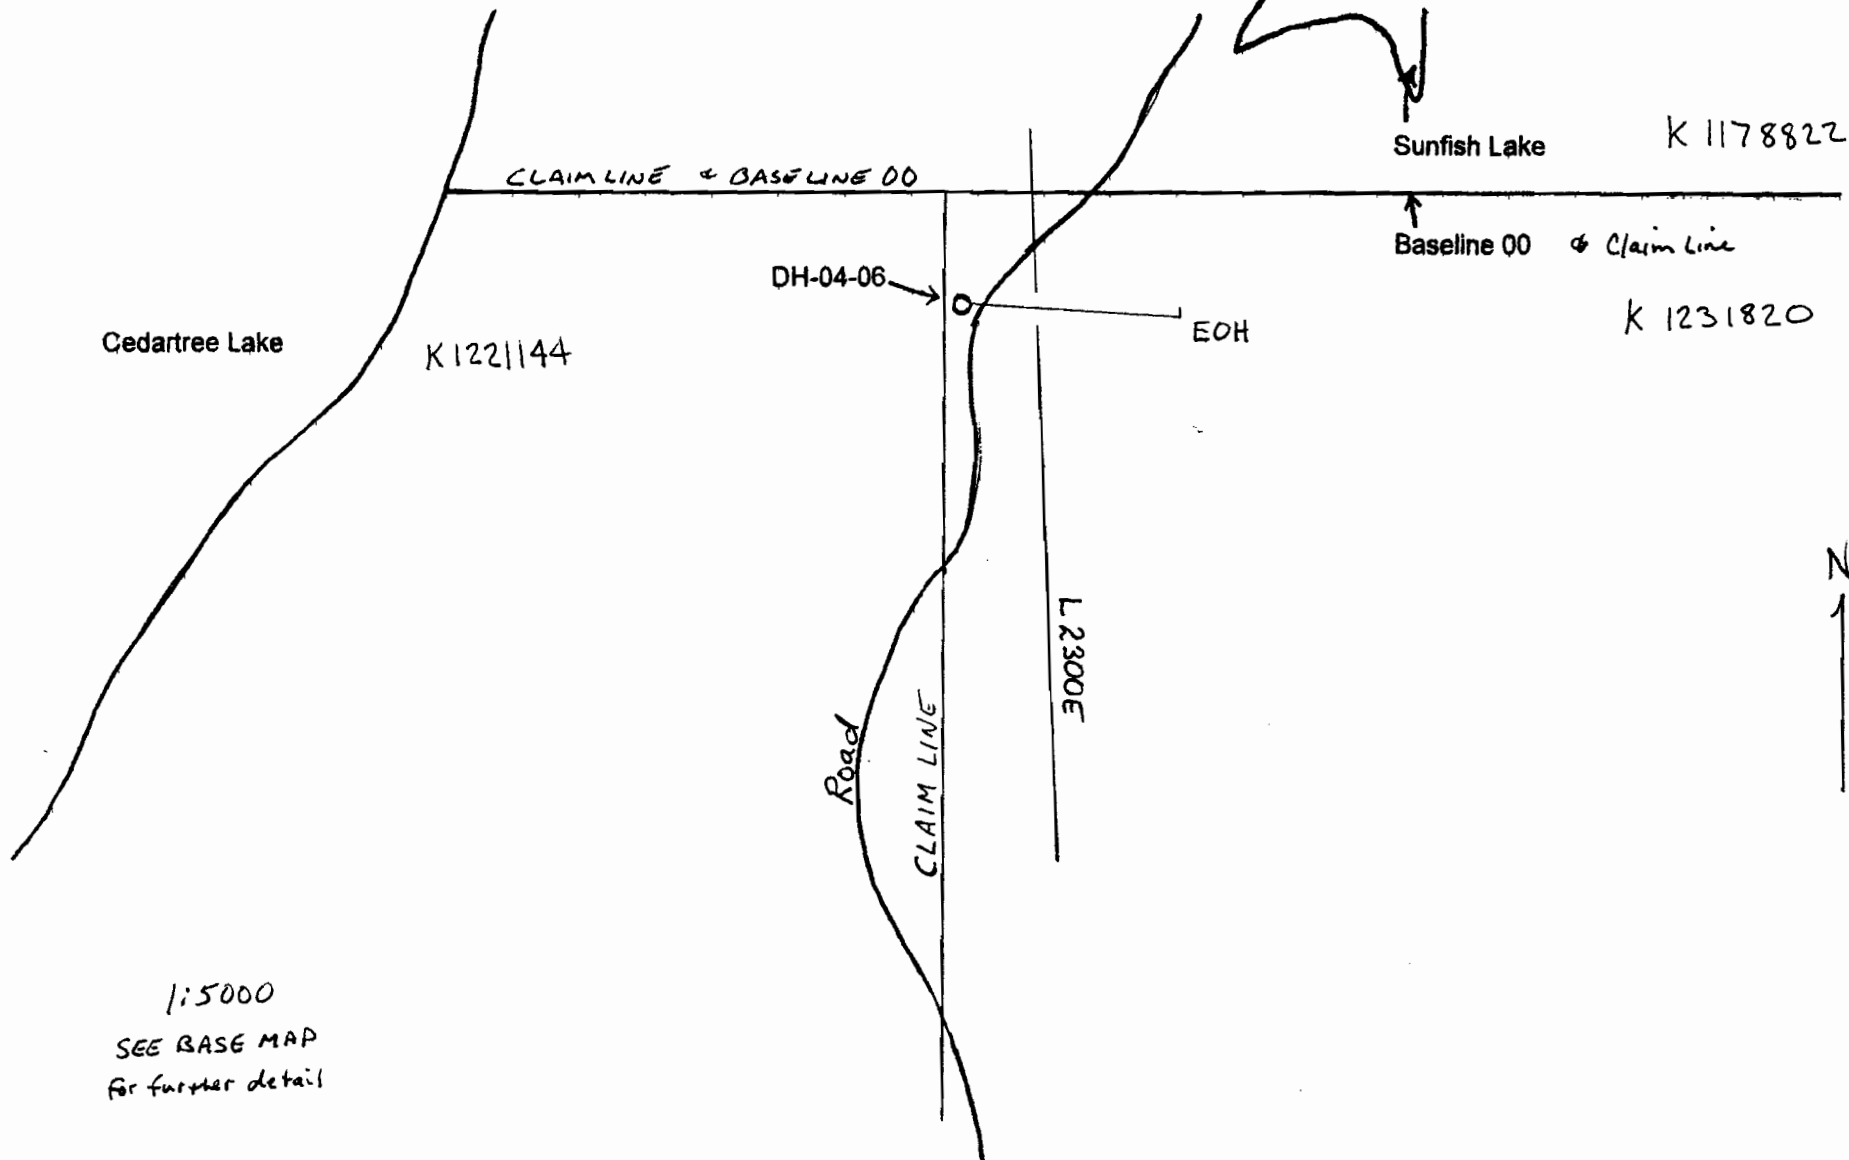 Sunfish Lake
K 1178822
CLAIM LINE & BASELINE 00
Baseline 00 & Claim Line
DH-04-06
K 1231820
EOH
Cedartree Lake
K 1221144
N
L2300E
Road
CLAIM LINE
1:5000
SEE BASE MAP
for further detail